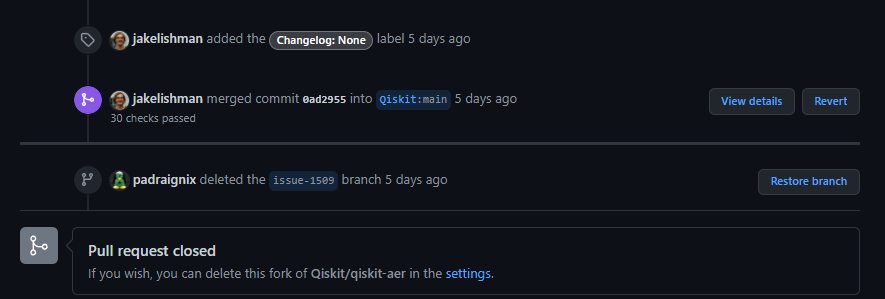 jakelishman added the Changelog: None label 5 days ago
jakelishman merged commit 0ad2955 into Qiskit:main 5 days ago
View details
Revert
30 checks passed
padraignix deleted the issue-1509 branch 5 days ago
Restore branch
Pull request closed
If you wish, you can delete this fork of Qiskit/qiskit-aer in the settings.